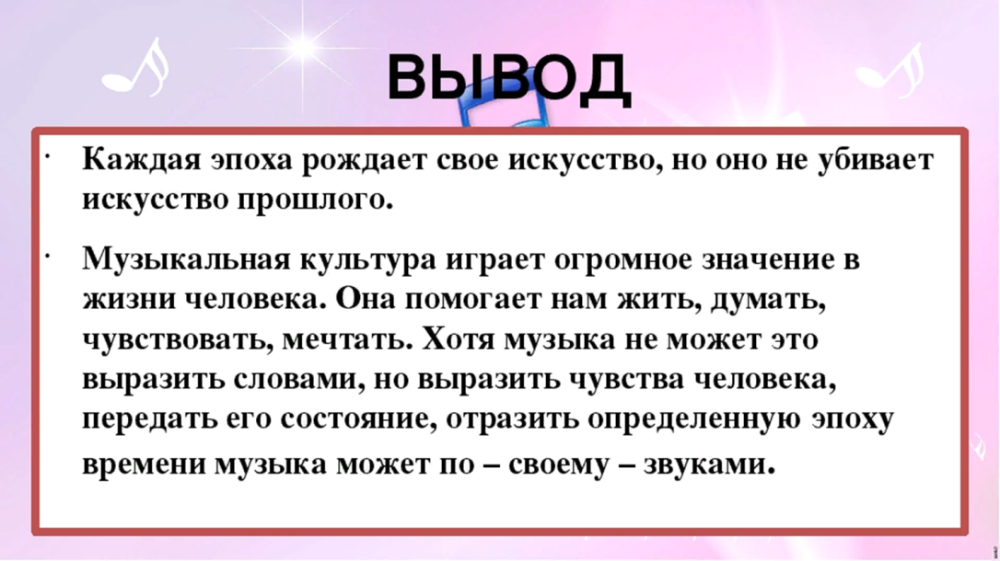 ВЫВОД
· Каждая эпоха рождает свое искусство, но оно не убивает
искусство прошлого.
· Музыкальная культура играет огромное значение в
жизни человека. Она помогает нам жить, думать,
чувствовать, мечтать. Хотя музыка не может это
выразить словами, но выразить чувства человека,
передать его состояние, отразить определенную эпоху
времени музыка может по – своему – звуками.